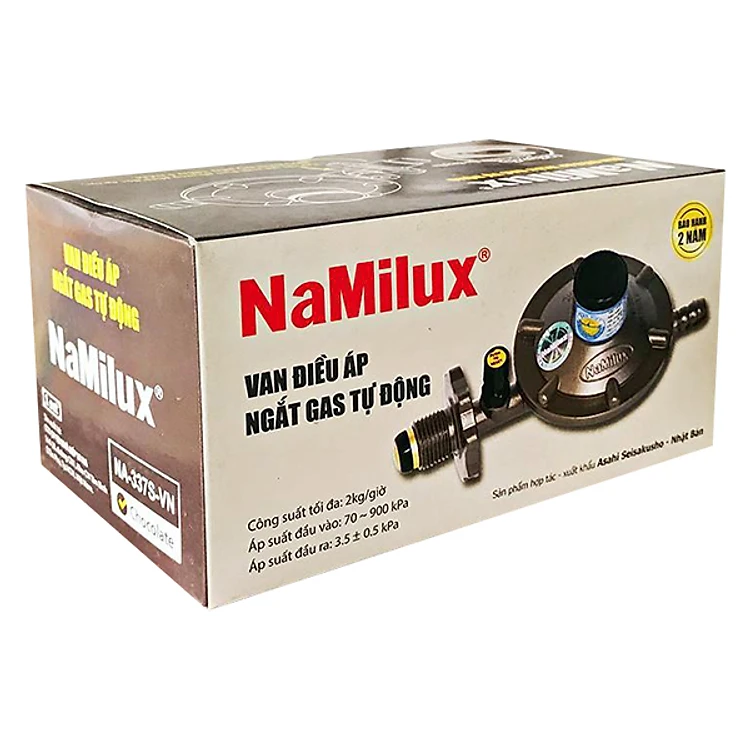 NaMilux
VAN ĐIỀU ÁP
NGẮT GAS TỰ ĐỘNG
NaMilux®
NA-337S-VN
Chocolate
NaMilux®
BẢO HÀNH
2 NĂM
VAN ĐIỀU ÁP
NGẮT GAS TỰ ĐỘNG
NaMilux
Công suất tối đa: 2kg/giờ
Áp suất đầu vào: 70 ~ 900 kPa
Áp suất đầu ra: 3.5 ± 0.5 kPa
Sản phẩm hợp tác - xuất khẩu Asahi Seisakusho - Nhật Bản